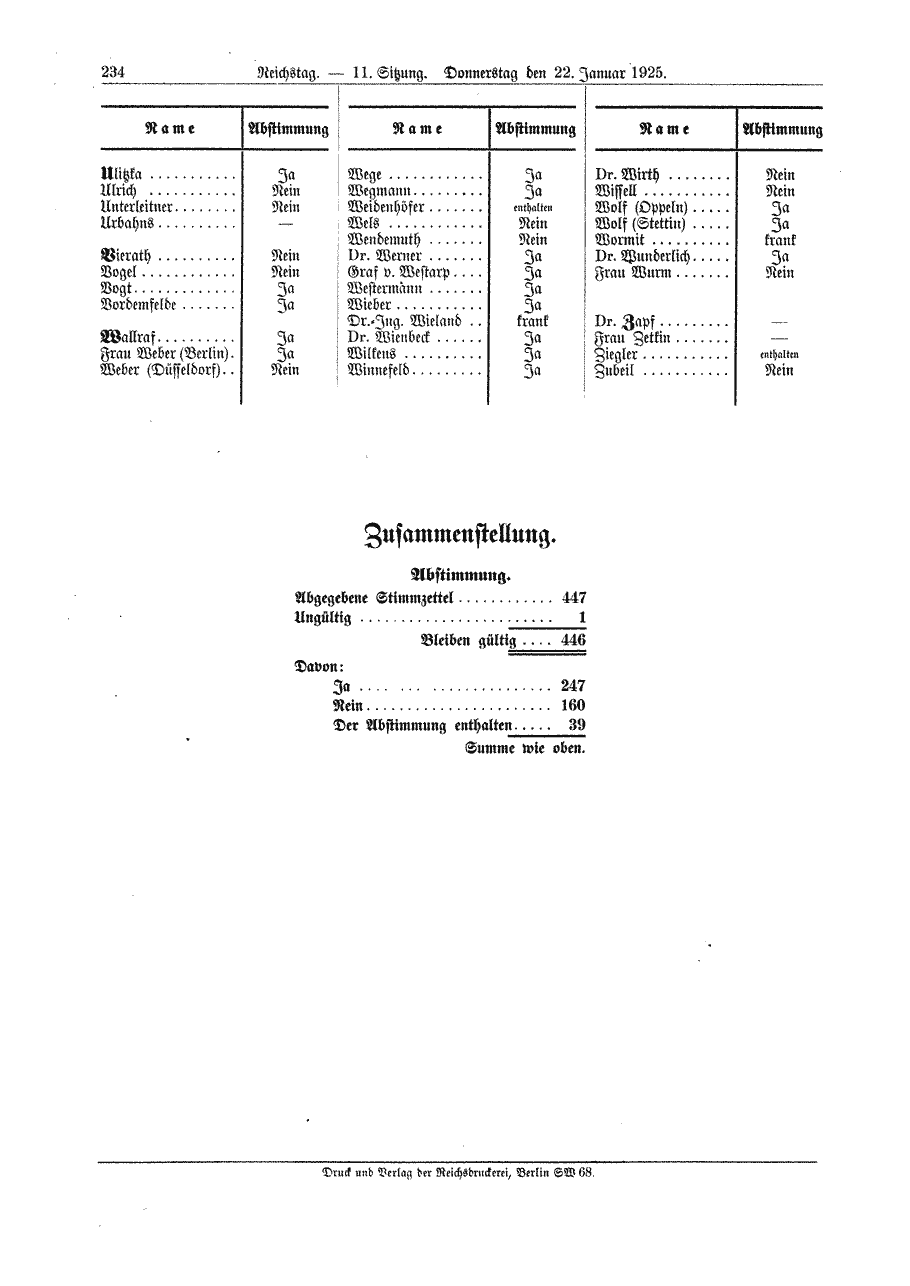 234 Reichstag. — 11. Sitzung. Donnerstag den 22. Januar 1925.
Name Abstimmung
Ulitzka ........... Ja
Ulrich ........... Nein
Unterleitner........ Nein
Urbahns .......... —
Vierath .......... Nein
Vogel ............ Nein
Vogt............. Ja
Vordemfelde ....... Ja
Wallraf.......... Ja
Frau Weber (Berlin). Ja
Weber (Düsseldorf).. Nein
Name Abstimmung
Wege ............ Ja
Wegmann......... Ja
Weidenhöfer ....... enthalten
Wels ............ Nein
Wendemuth ....... Nein
Dr. Werner ....... Ja
Graf v. Westarp .... Ja
Westermann ....... Ja
Wieber ........... Ja
Dr.-Ing. Wieland .. krank
Dr. Wienbeck ...... Ja
Wilkens .......... Ja
Winnefeld......... Ja
Name Abstimmung
Dr. Wirth ........ Nein
Wissell ........... Nein
Wolf (Oppeln) ..... Ja
Wolf (Stettin) ..... Ja
Wormit .......... krank
Dr. Wunderlich..... Ja
Frau Wurm ....... Nein
Dr. Zapf ......... —
Frau Zetkin ....... —
Ziegler ........... enthalten
Zubeil ........... Nein
Zusammenstellung.
Abstimmung.
Abgegebene Stimmzettel ............ 447
Ungültig ........................ 1
Bleiben gültig .... 446
Davon:
Ja .... ... ............... 247
Nein....................... 160
Der Abstimmung enthalten..... 39
Summe wie oben.
Druck und Verlag der Reichsdruckerei, Berlin SW 68.